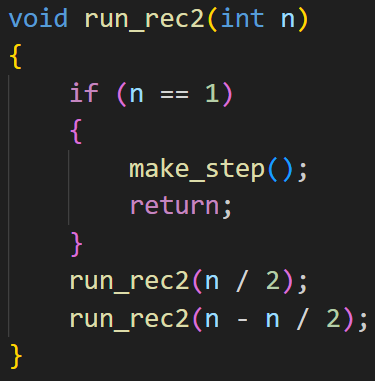 void run_rec2(int n)
{
    if (n == 1)
    {
        make_step();
        return;
    }
    run_rec2(n / 2);
    run_rec2(n - n / 2);
}